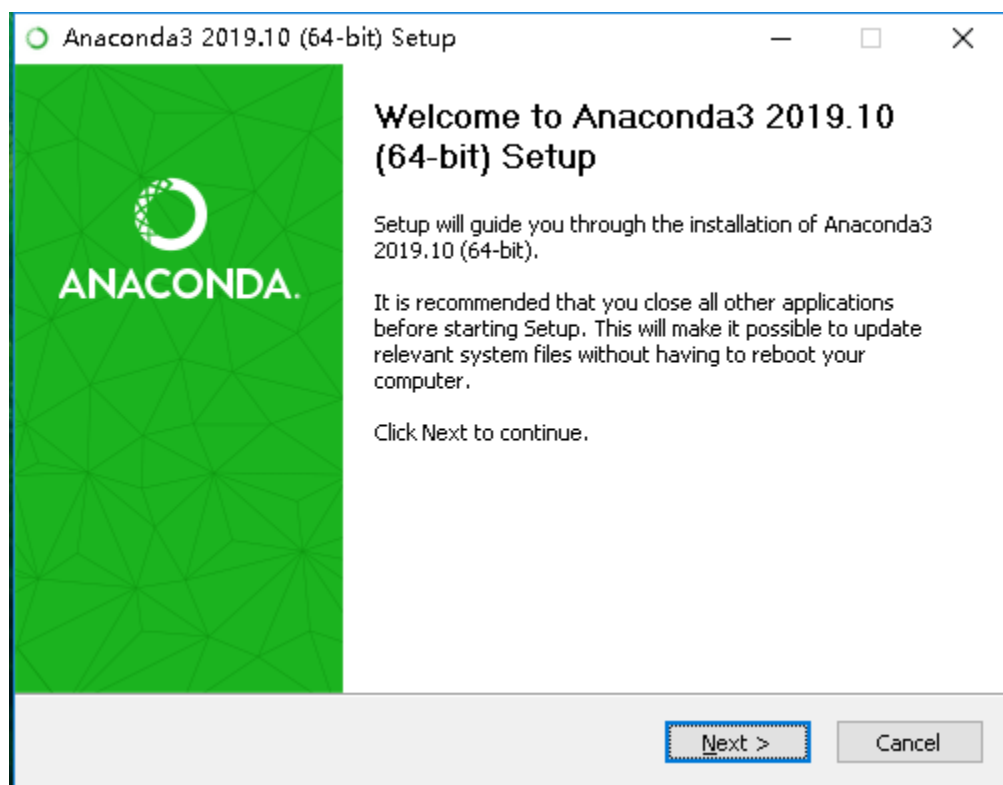 Anaconda3 2019.10 (64-bit) Setup
ANACONDA.
Welcome to Anaconda3 2019.10
(64-bit) Setup
Setup will guide you through the installation of Anaconda3
2019.10 (64-bit).
It is recommended that you close all other applications
before starting Setup. This will make it possible to update
relevant system files without having to reboot your
computer.
Click Next to continue.
Next >
Cancel